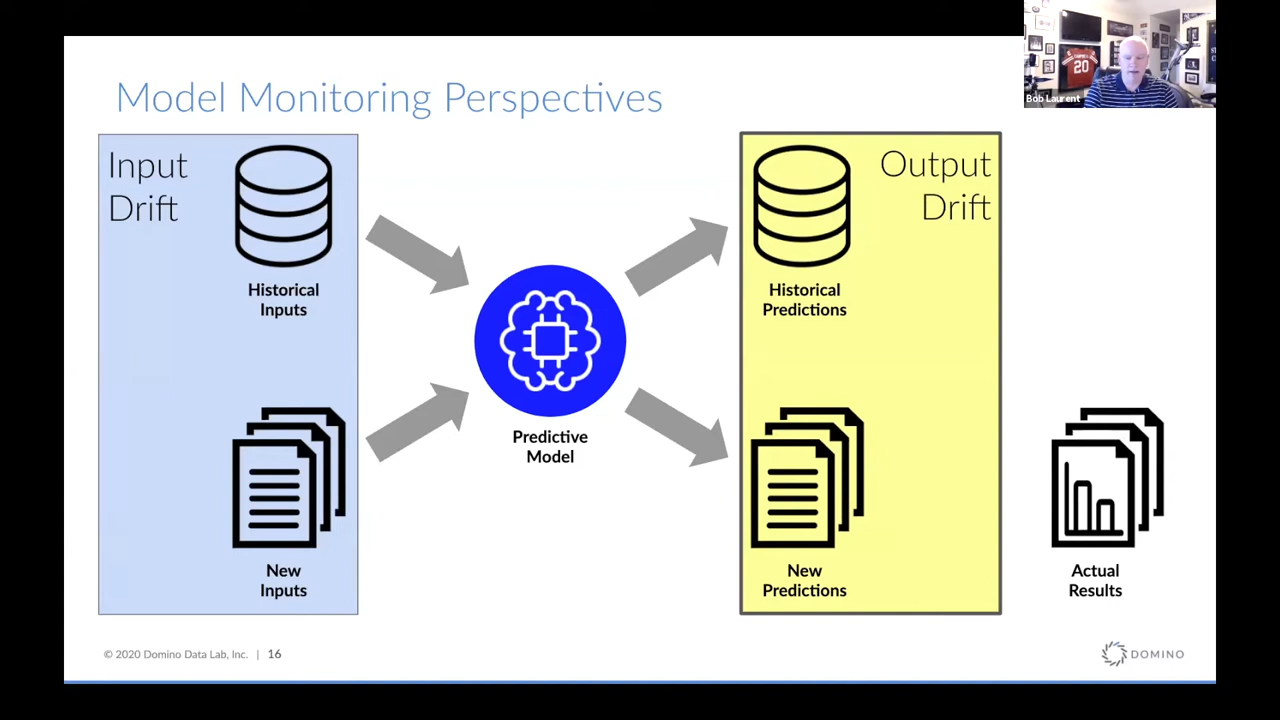 Model Monitoring Perspectives
Input
Drift
Historical
Inputs
New
Inputs
Predictive
Model
Output
Drift
Historical
Predictions
New
Predictions
Actual
Results
© 2020 Domino Data Lab, Inc. | 16
DOMINO
Bob Laurent
20